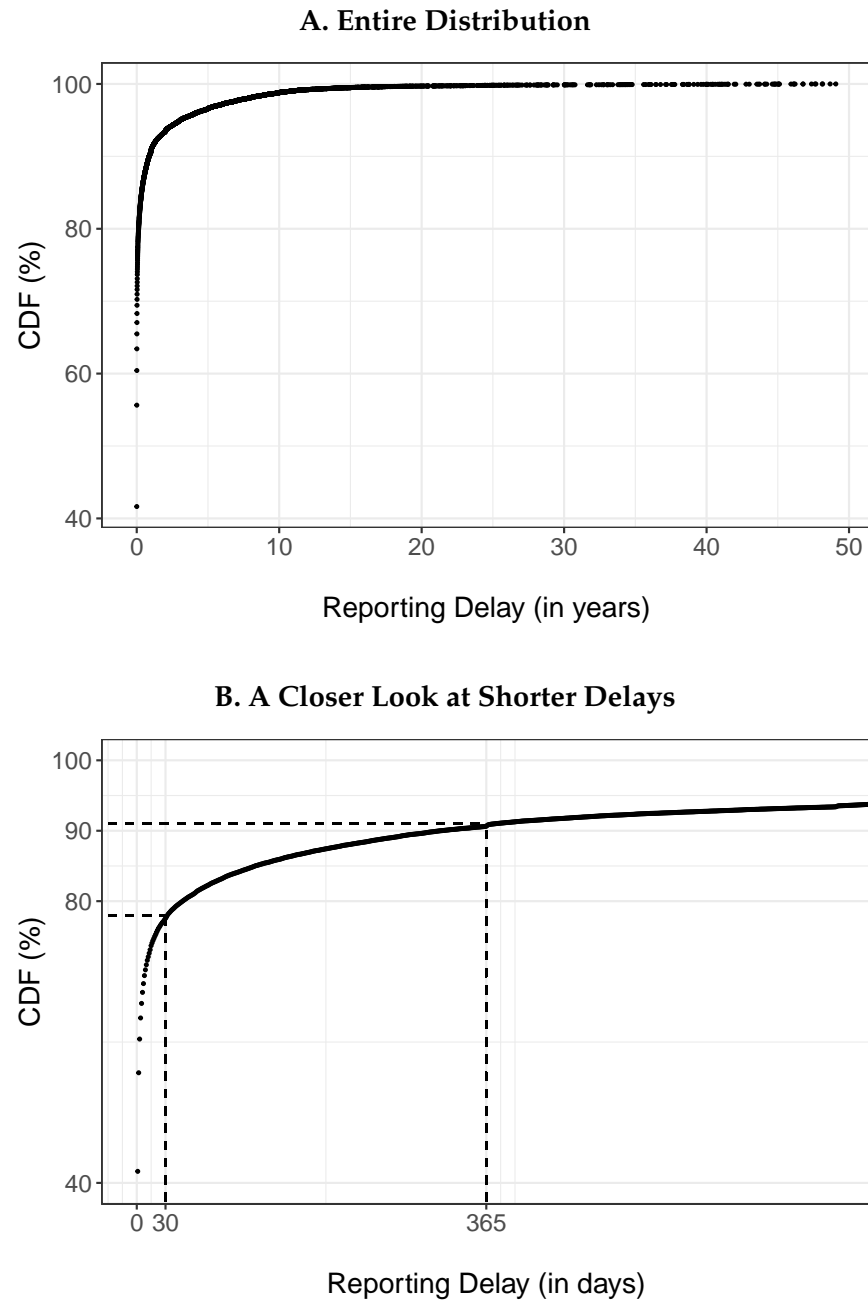 A. Entire Distribution
100
80
60
40
CDF (%)
0 10 20 30 40 50
Reporting Delay (in years)
B. A Closer Look at Shorter Delays
100
90
80
40
CDF (%)
0 30 365
Reporting Delay (in days)